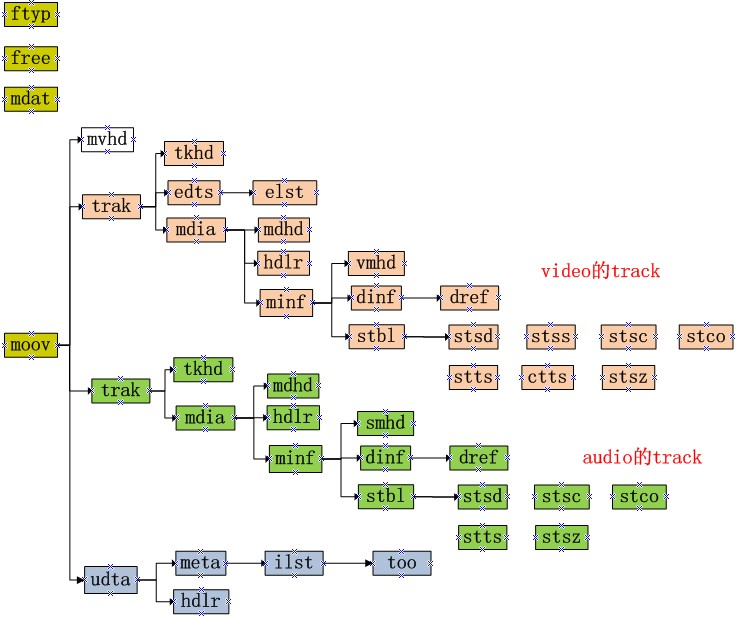 ftyp
free
mdat
mvhd
tkhd
edts elst
trak
mdia mdhd
hdlr vmhd
video的track
minf dinf dref
moov
stbl stsd stss stsc stco
stts ctts stsz
tkhd
trak mdhd
mdia hdlr
smhd
minf dinf dref
audio的track
stbl stsd stsc stco
stts stsz
meta ilst too
udta
hdlr